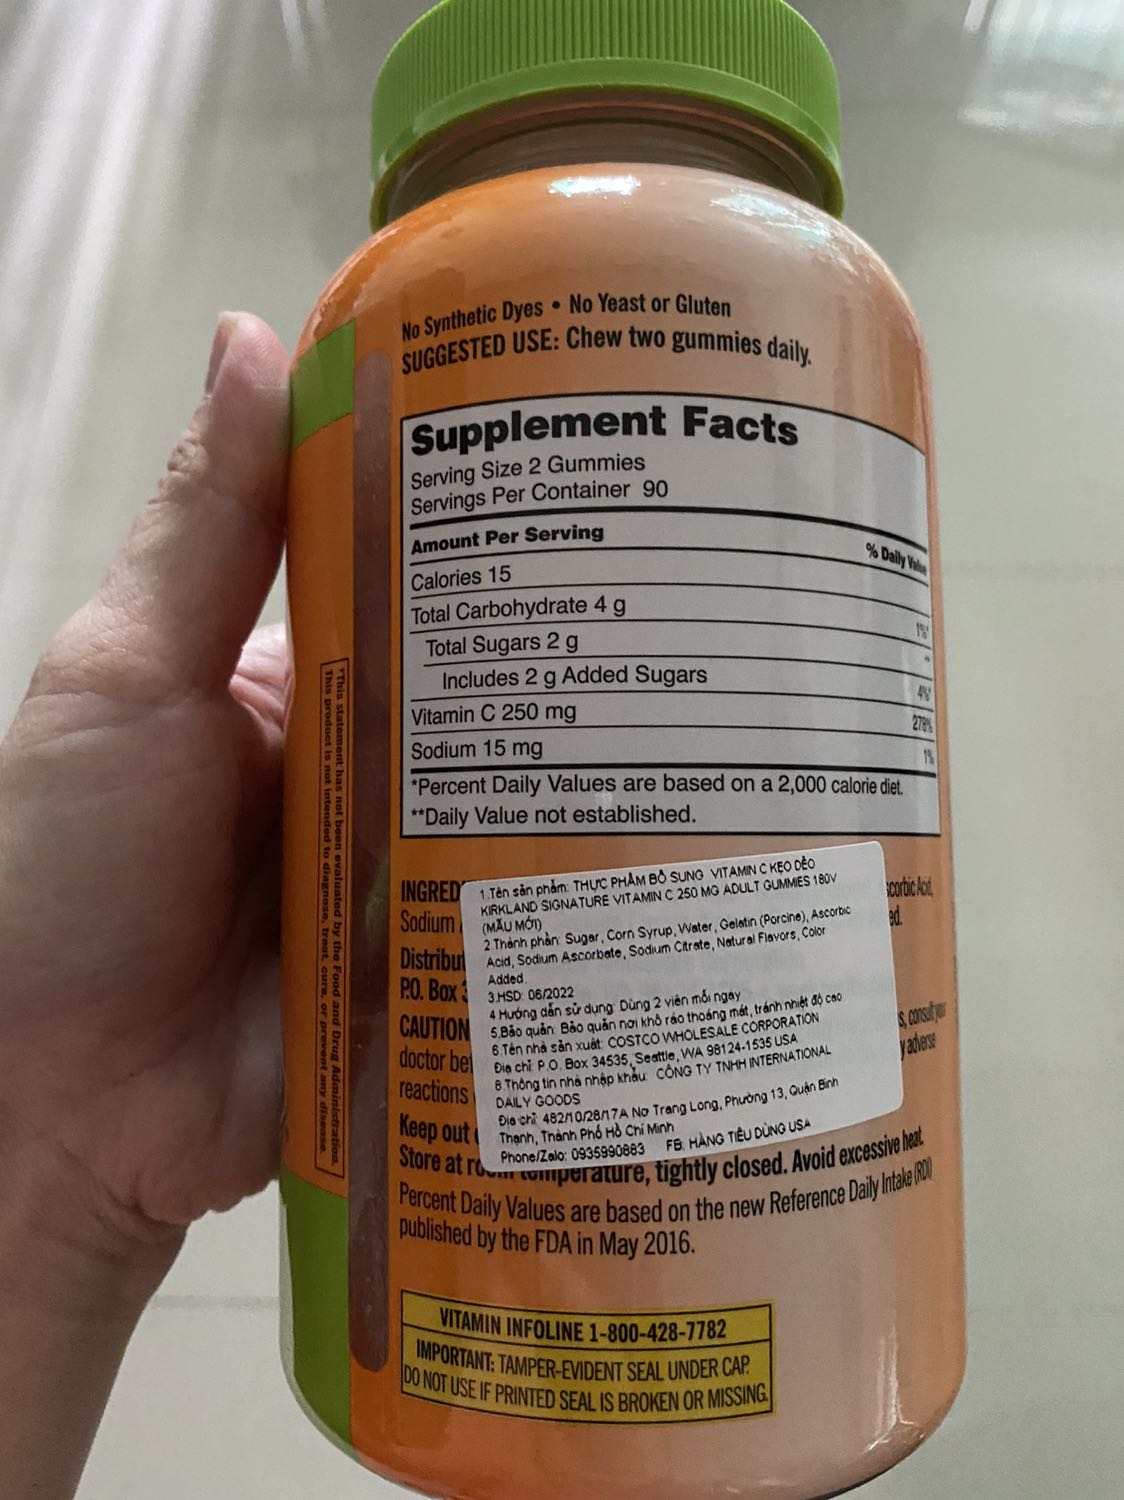 No Synthetic Dyes • No Yeast or Gluten
SUGGESTED USE: Chew two gummies daily.
Supplement Facts
Serving Size 2 Gummies
Servings Per Container 90
Amount Per Serving
% Daily Value
Calories 15
Total Carbohydrate 4 g 1%*
Total Sugars 2 g **
Includes 2 g Added Sugars 4%*
Vitamin C 250 mg 278%
Sodium 15 mg 1%
*Percent Daily Values are based on a 2,000 calorie diet.
**Daily Value not established.
INGRED
scorbic Acid,
Sodium
ed.
Distribu
P.O. Box 3
CAUTION
s, consult your
doctor be
y adverse
reactions
Keep out
Store at room temperature, tightly closed. Avoid excessive heat.
Percent Daily Values are based on the new Reference Daily Intake (RDI)
published by the FDA in May 2016.
1.Tên sản phẩm: THỰC PHẨM BỔ SUNG VITAMIN C KẸO DẺO
KIRKLAND SIGNATURE VITAMIN C 250 MG ADULT GUMMIES 180V
(MẪU MỚI)
2.Thành phần: Sugar, Corn Syrup, Water, Gelatin (Porcine), Ascorbic
Acid, Sodium Ascorbate, Sodium Citrate, Natural Flavors, Color
Added.
3.HSD: 06/2022
4.Hướng dẫn sử dụng: Dùng 2 viên mỗi ngày
5.Bảo quản: Bảo quản nơi khô ráo thoáng mát, tránh nhiệt độ cao
6.Tên nhà sản xuất: COSTCO WHOLESALE CORPORATION
Địa chỉ: P.O. Box 34535, Seattle, WA 98124-1535 USA
8.Thông tin nhà nhập khẩu: CÔNG TY TNHH INTERNATIONAL
DAILY GOODS
Địa chỉ: 482/10/28/17A Nơ Trang Long, Phường 13, Quận Bình
Thạnh, Thành Phố Hồ Chí Minh
Phone/Zalo: 0935990883 FB: HÀNG TIÊU DÙNG USA
VITAMIN INFOLINE 1-800-428-7782
IMPORTANT: TAMPER-EVIDENT SEAL UNDER CAP.
DO NOT USE IF PRINTED SEAL IS BROKEN OR MISSING.
*This statement has not been evaluated by the Food and Drug Administration.
This product is not intended to diagnose, treat, cure, or prevent any disease.